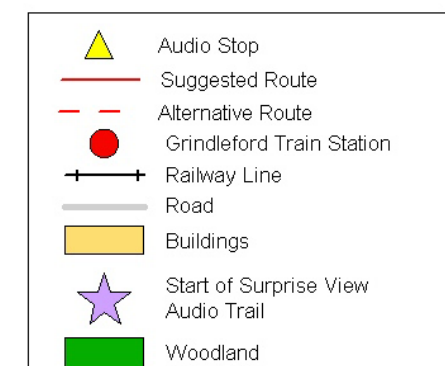 Audio Stop
Suggested Route
Alternative Route
Grindleford Train Station
Railway Line
Road
Buildings
Start of Surprise View
Audio Trail
Woodland